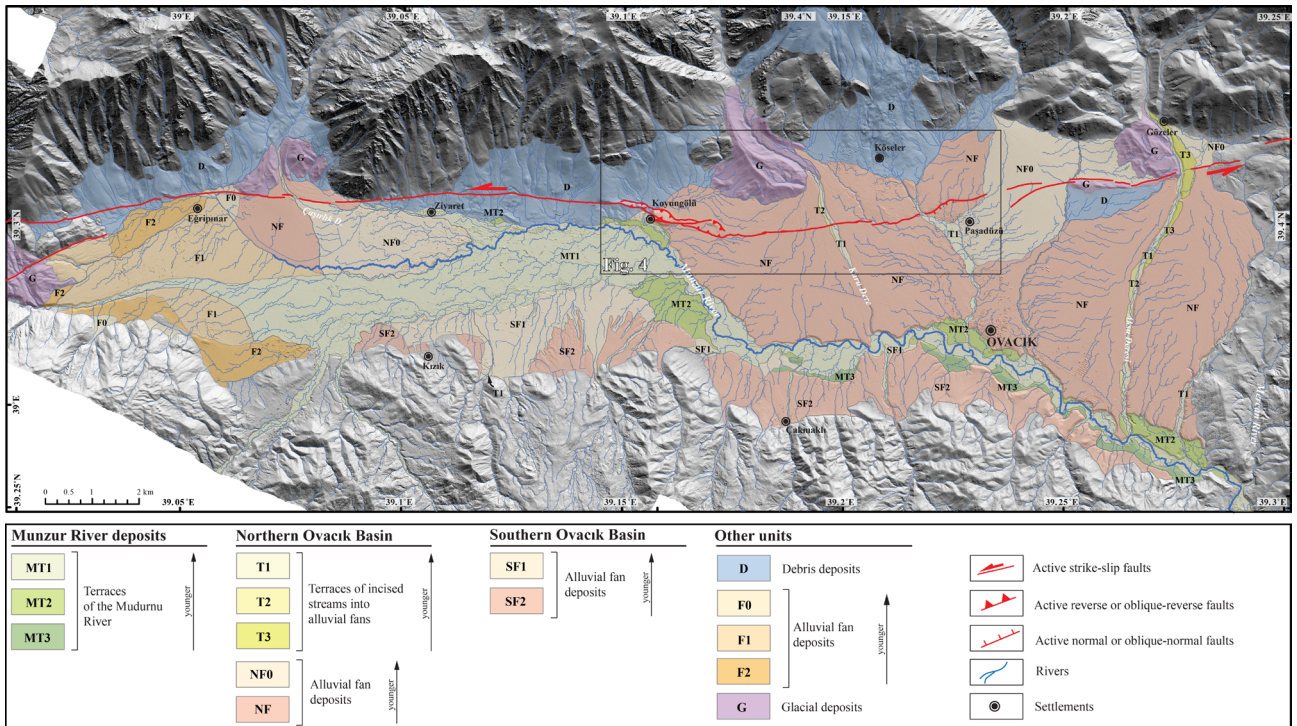 39°E
39.05°E
39.1°E
39.4°N
39.15°E
39.2°E
39.25°E
D
Gözeler
G
T3
NF0
D
Köseler
NF
NF0
G
G
D
G
D
F0
Eğripınar
F2
NF
Ziyaret
MT2
Koyungölü
T2
T1
T1
Paşadüzü
T3
39.3°N
39.4°N
NF0
F1
MT1
Fig. 4
NF
NF
T1
NF
NF
G
F2
Munzur River
Kuru Dere
T2
F0
F1
MT2
SF1
SF2
MT2
OVACIK
F2
SF2
SF1
SF1
Kızık
MT3
SF2
MT3
T1
SF2
T1
39°E
Çakmaklı
MT2
39.25°N
MT3
0 0.5 1 2 km
39.05°E
39.1°E
39.15°E
39.2°E
39.25°E
39.3°E
Munzur River deposits
MT1
MT2
MT3
Terraces
of the Mudurnu
River
younger
Northern Ovacık Basin
T1
T2
T3
Terraces of incised
streams into
alluvial fans
younger
NF0
NF
Alluvial fan
deposits
younger
Southern Ovacık Basin
SF1
SF2
Alluvial fan
deposits
younger
Other units
D
Debris deposits
F0
F1
F2
Alluvial fan
deposits
younger
G
Glacial deposits
Active strike-slip faults
Active reverse or oblique-reverse faults
Active normal or oblique-normal faults
Rivers
Settlements